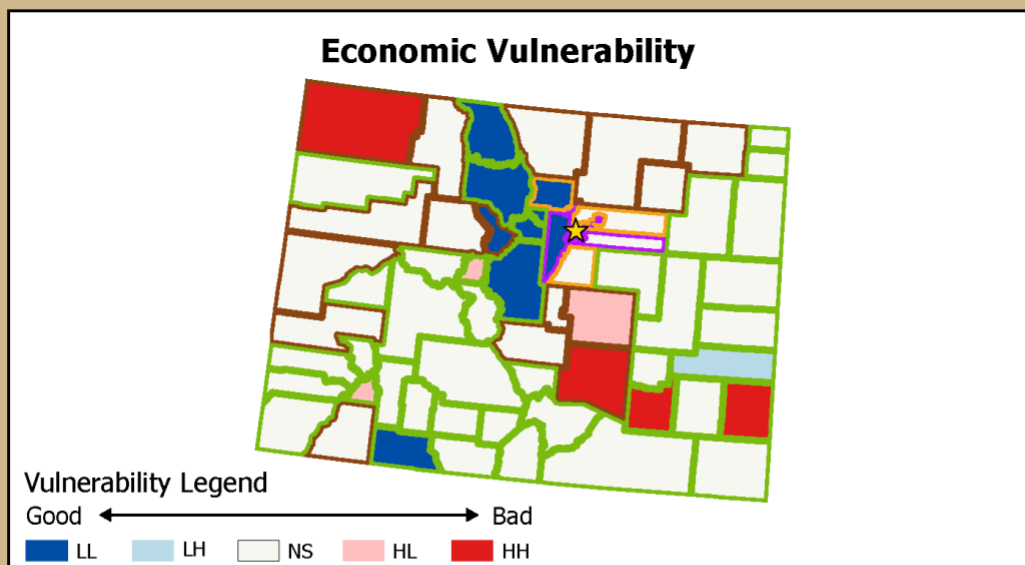 Economic Vulnerability
Vulnerability Legend
Good Bad
LL LH NS HL HH